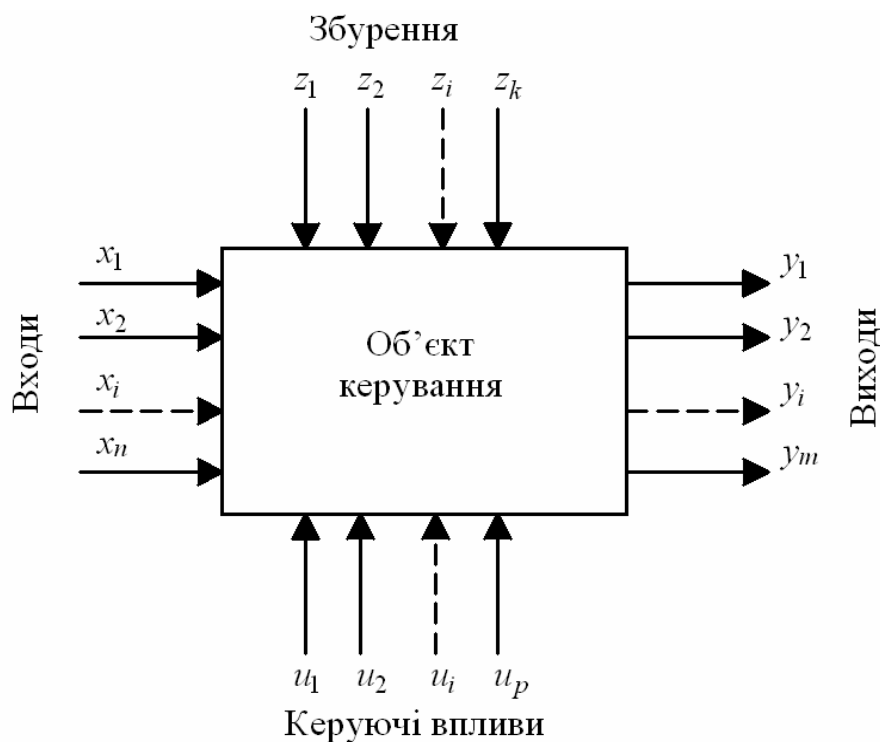 Збурення
z1 z2 zi zk
x1
x2
xi
xn
Входи
Об’єкт
керування
y1
y2
yi
ym
Виходи
u1 u2 ui up
Керуючі впливи